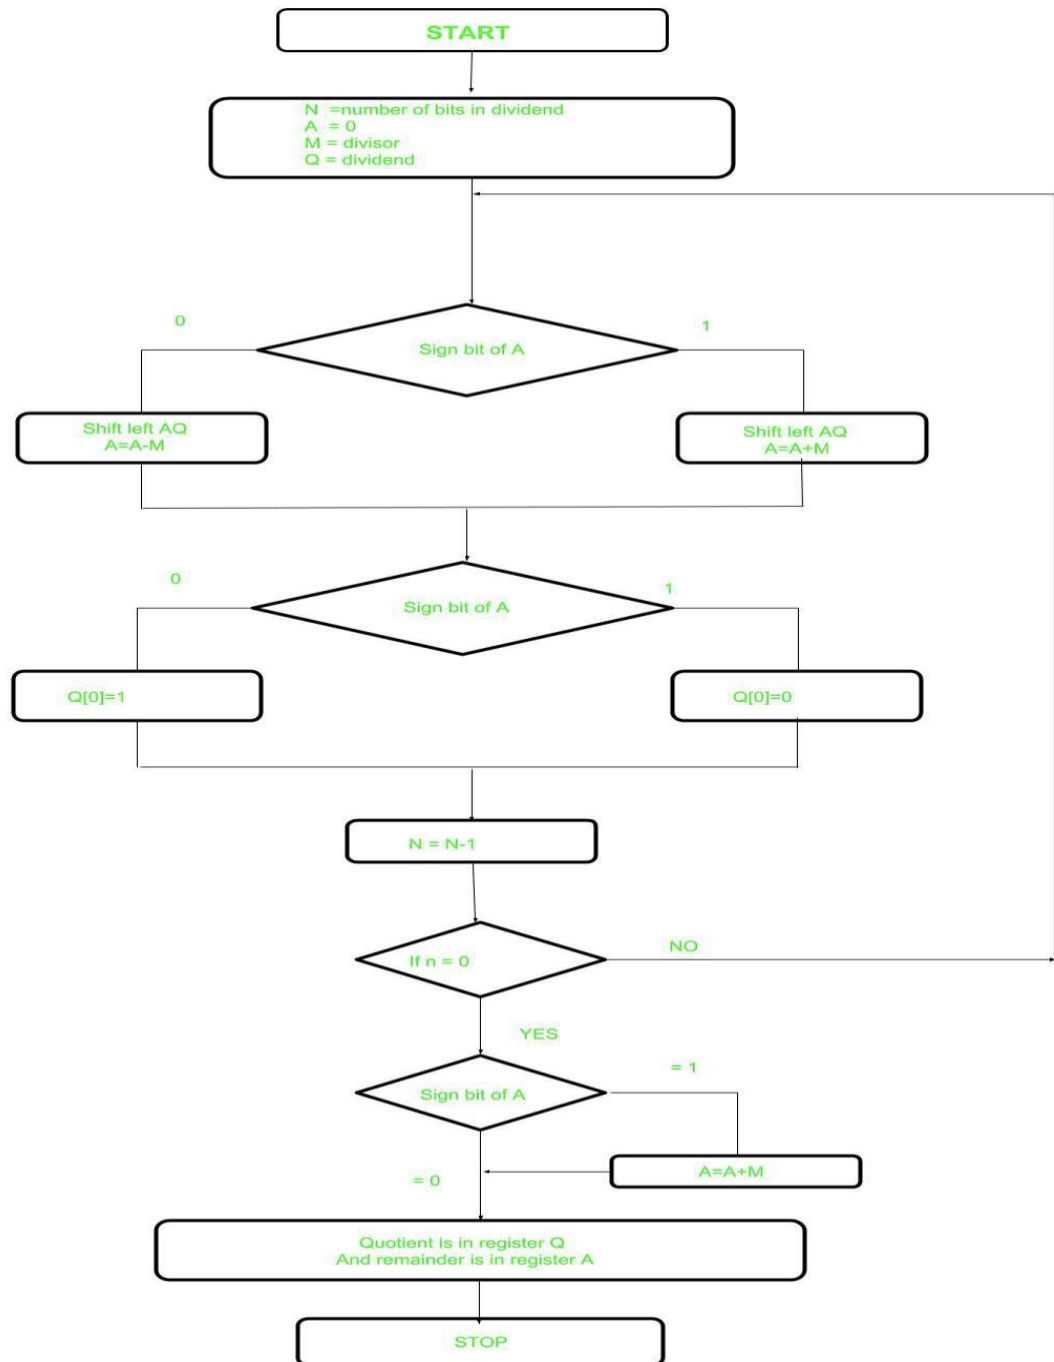 START
N =number of bits in dividend
A = 0
M = divisor
Q = dividend
0
1
Sign bit of A
Shift left AQ
A=A-M
Shift left AQ
A=A+M
0
1
Sign bit of A
Q[0]=1
Q[0]=0
N = N-1
If n = 0
NO
YES
Sign bit of A
= 1
A=A+M
= 0
Quotient is in register Q
And remainder is in register A
STOP